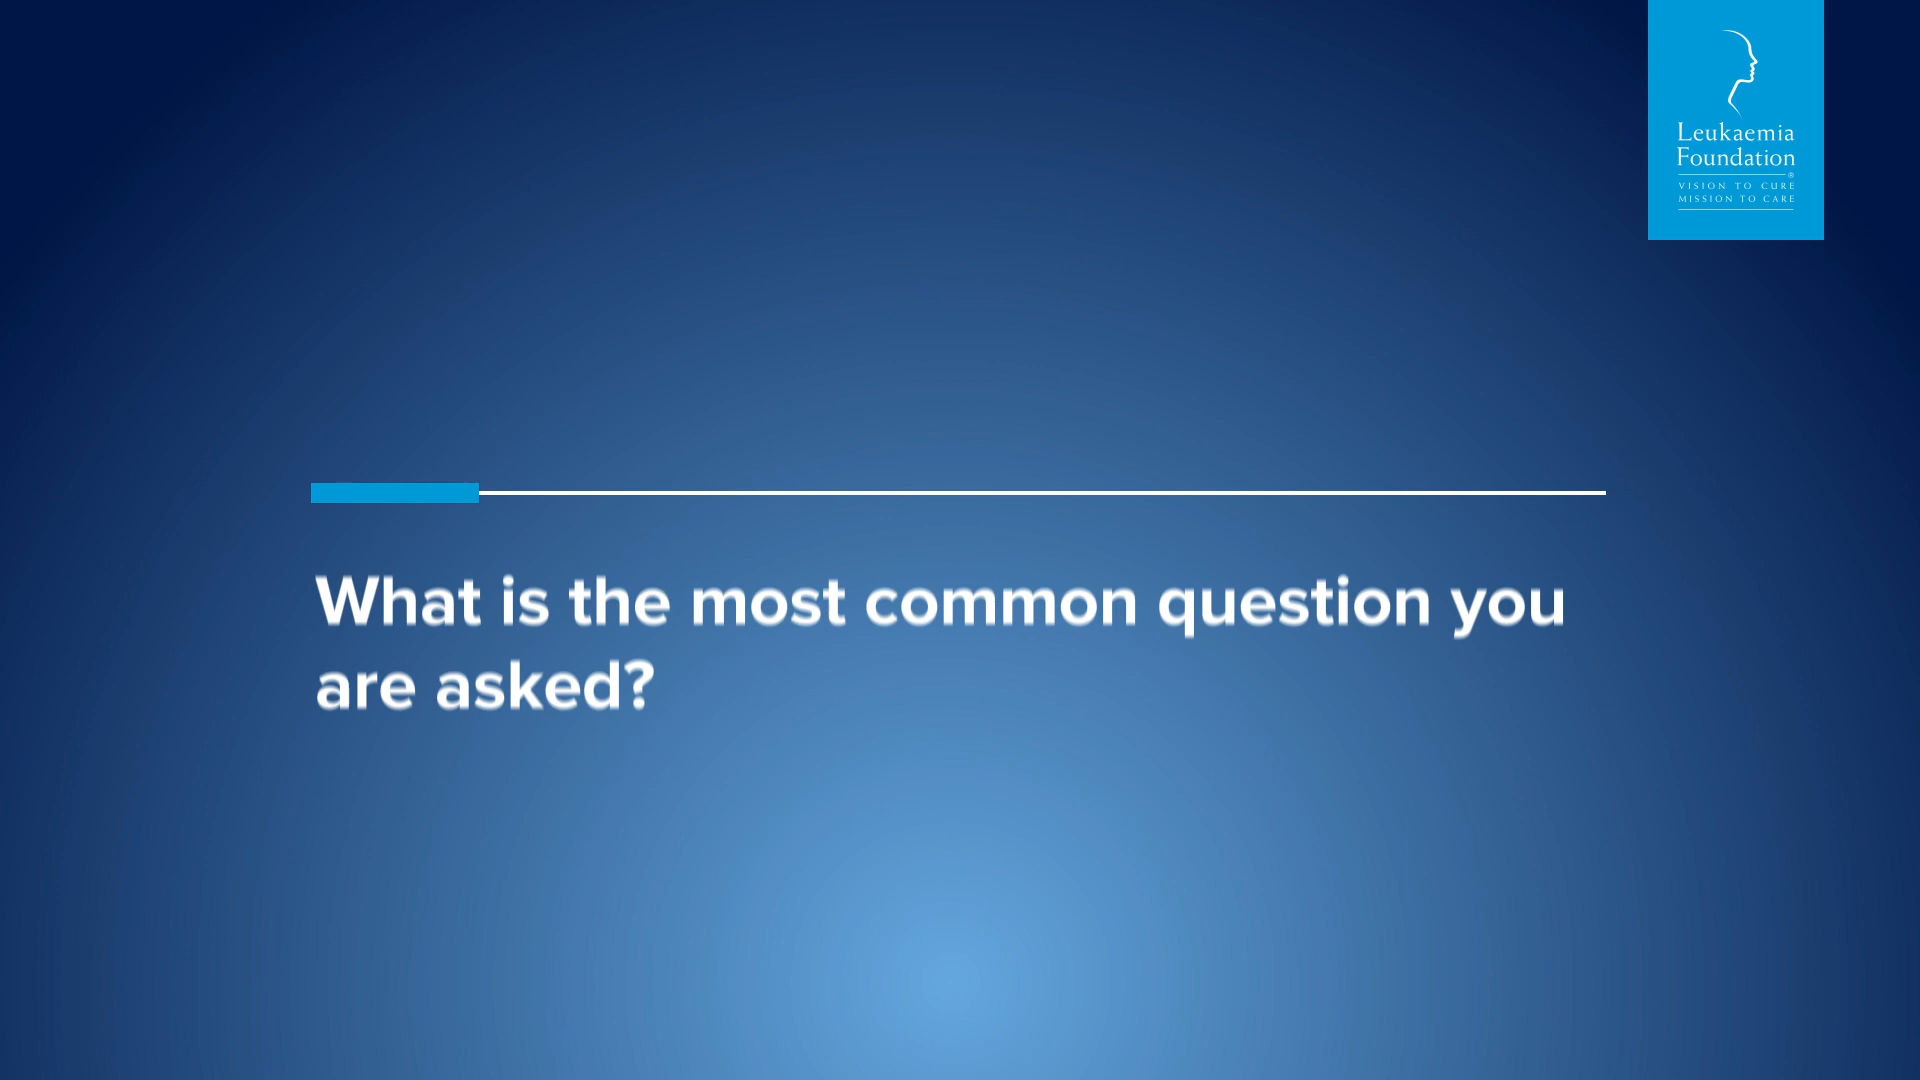 Leukaemia
Foundation
®
VISION TO CURE
MISSION TO CARE
What is the most common question you
are asked?